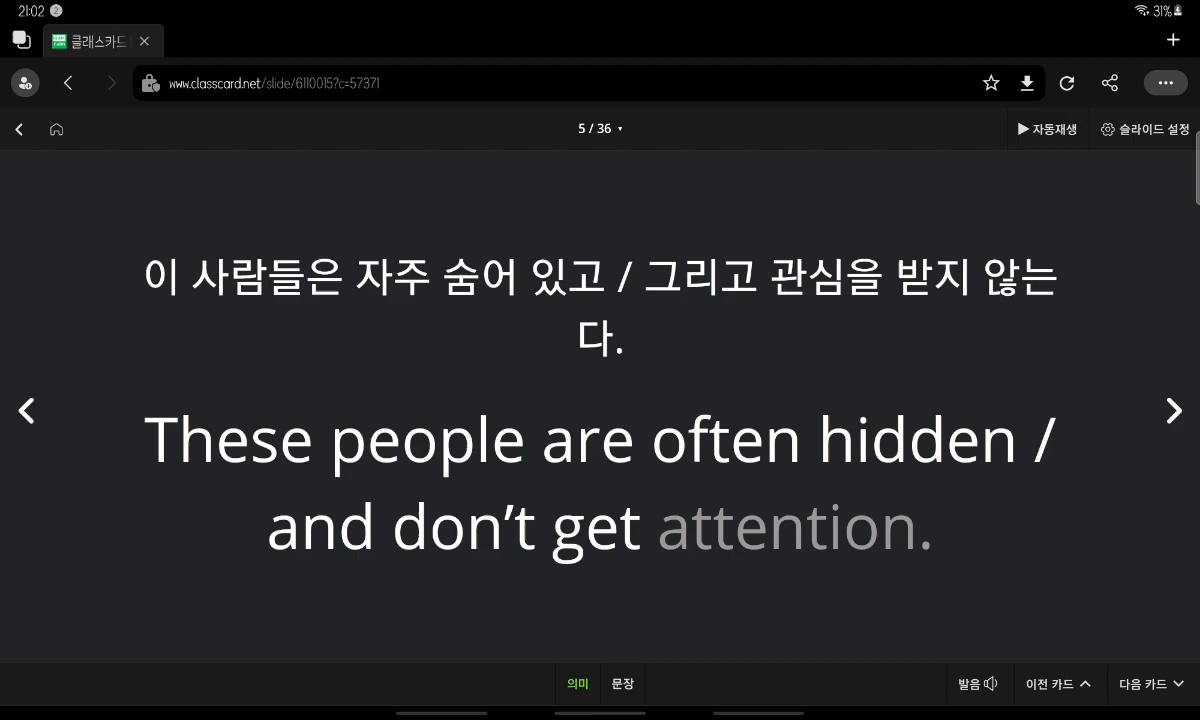 21:02 2 31%
클래스카드
www.classcard.net/slide/6110015?c=57371
5 / 36 ▾ 자동재생 슬라이드 설정
이 사람들은 자주 숨어 있고 / 그리고 관심을 받지 않는
다.
These people are often hidden /
and don’t get attention.
의미 문장 발음 이전 카드 다음 카드